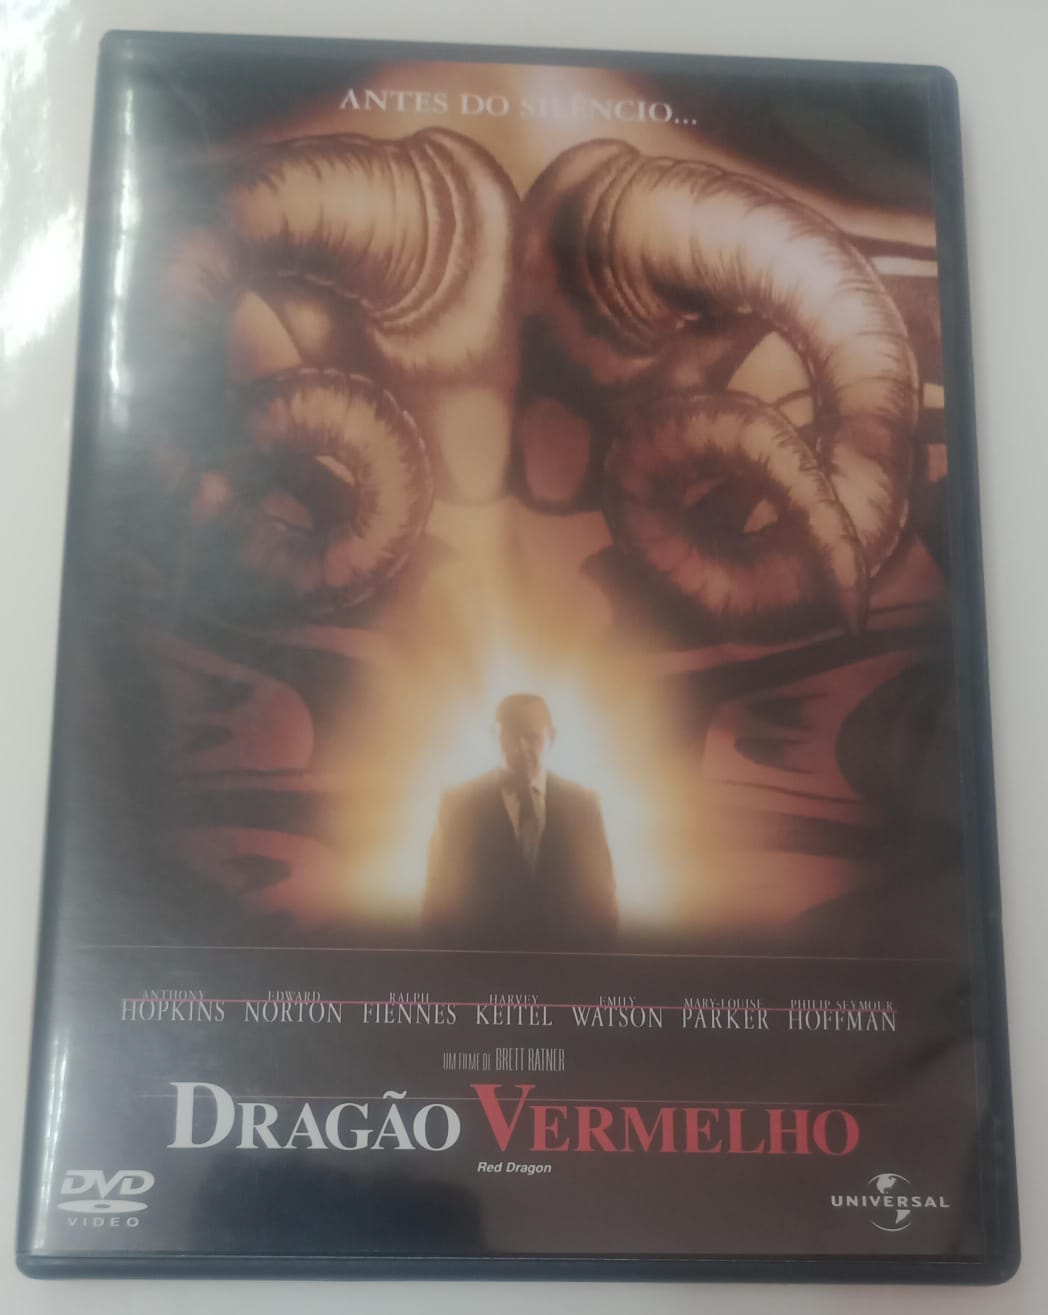 ANTES DO SILÊNCIO...
ANTHONY HOPKINS EDWARD NORTON RALPH FIENNES HARVEY KEITEL EMILY WATSON MARY-LOUISE PARKER PHILIP SEYMOUR HOFFMAN
UM FILME DE BRETT RATNER
DRAGÃO VERMELHO
Red Dragon
DVD
VIDEO
UNIVERSAL